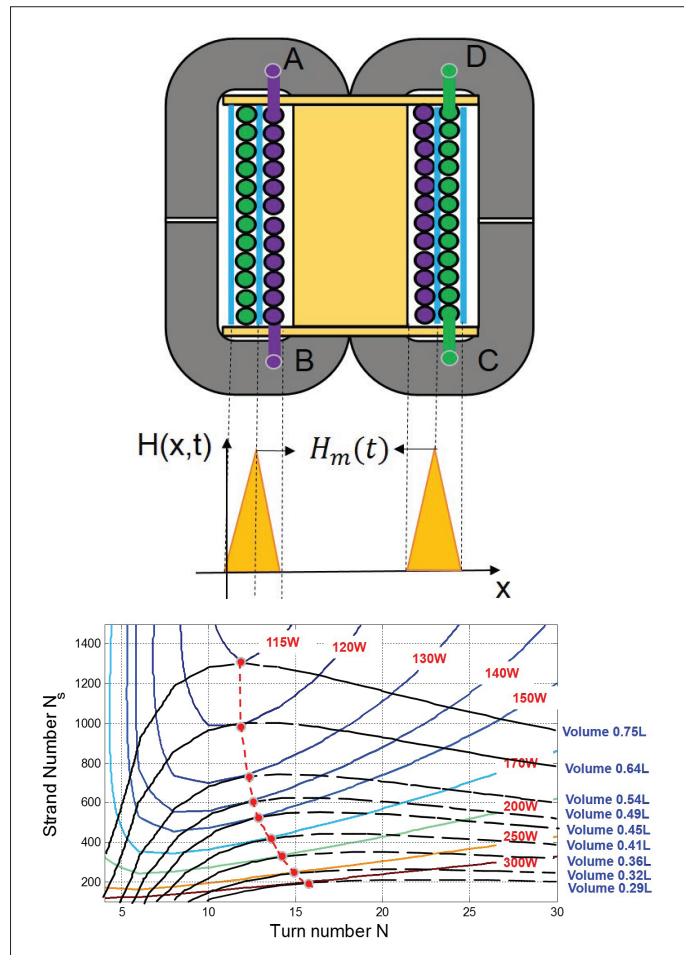 A
D
B
C
H(x,t)
H_m(t)
x
1400
1200
1000
800
600
400
200
Strand Number N_s
5
10
15
20
25
30
Turn number N
115W
120W
130W
140W
150W
170W
200W
250W
300W
Volume 0.75L
Volume 0.64L
Volume 0.54L
Volume 0.49L
Volume 0.45L
Volume 0.41L
Volume 0.36L
Volume 0.32L
Volume 0.29L